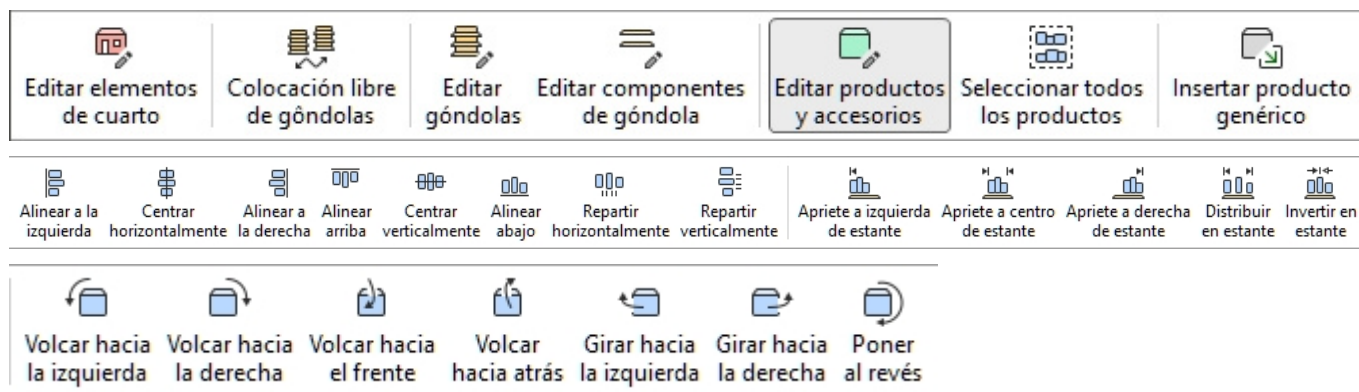 Editar elementos Colocación libre Editar Editar componentes Editar productos Seleccionar todos Insertar producto
de cuarto de gôndolas góndolas de góndola y accesorios los productos genérico
Alinear a la Centrar Alinear a Alinear Centrar Alinear Repartir Repartir Apriete a izquierda Apriete a centro Apriete a derecha Distribuir Invertir en
izquierda horizontalmente la derecha arriba verticalmente abajo horizontalmente verticalmente de estante de estante de estante en estante estante
Volcar hacia Volcar hacia Volcar hacia Volcar Girar hacia Girar hacia Poner
la izquierda la derecha el frente hacia atrás la izquierda la derecha al revés